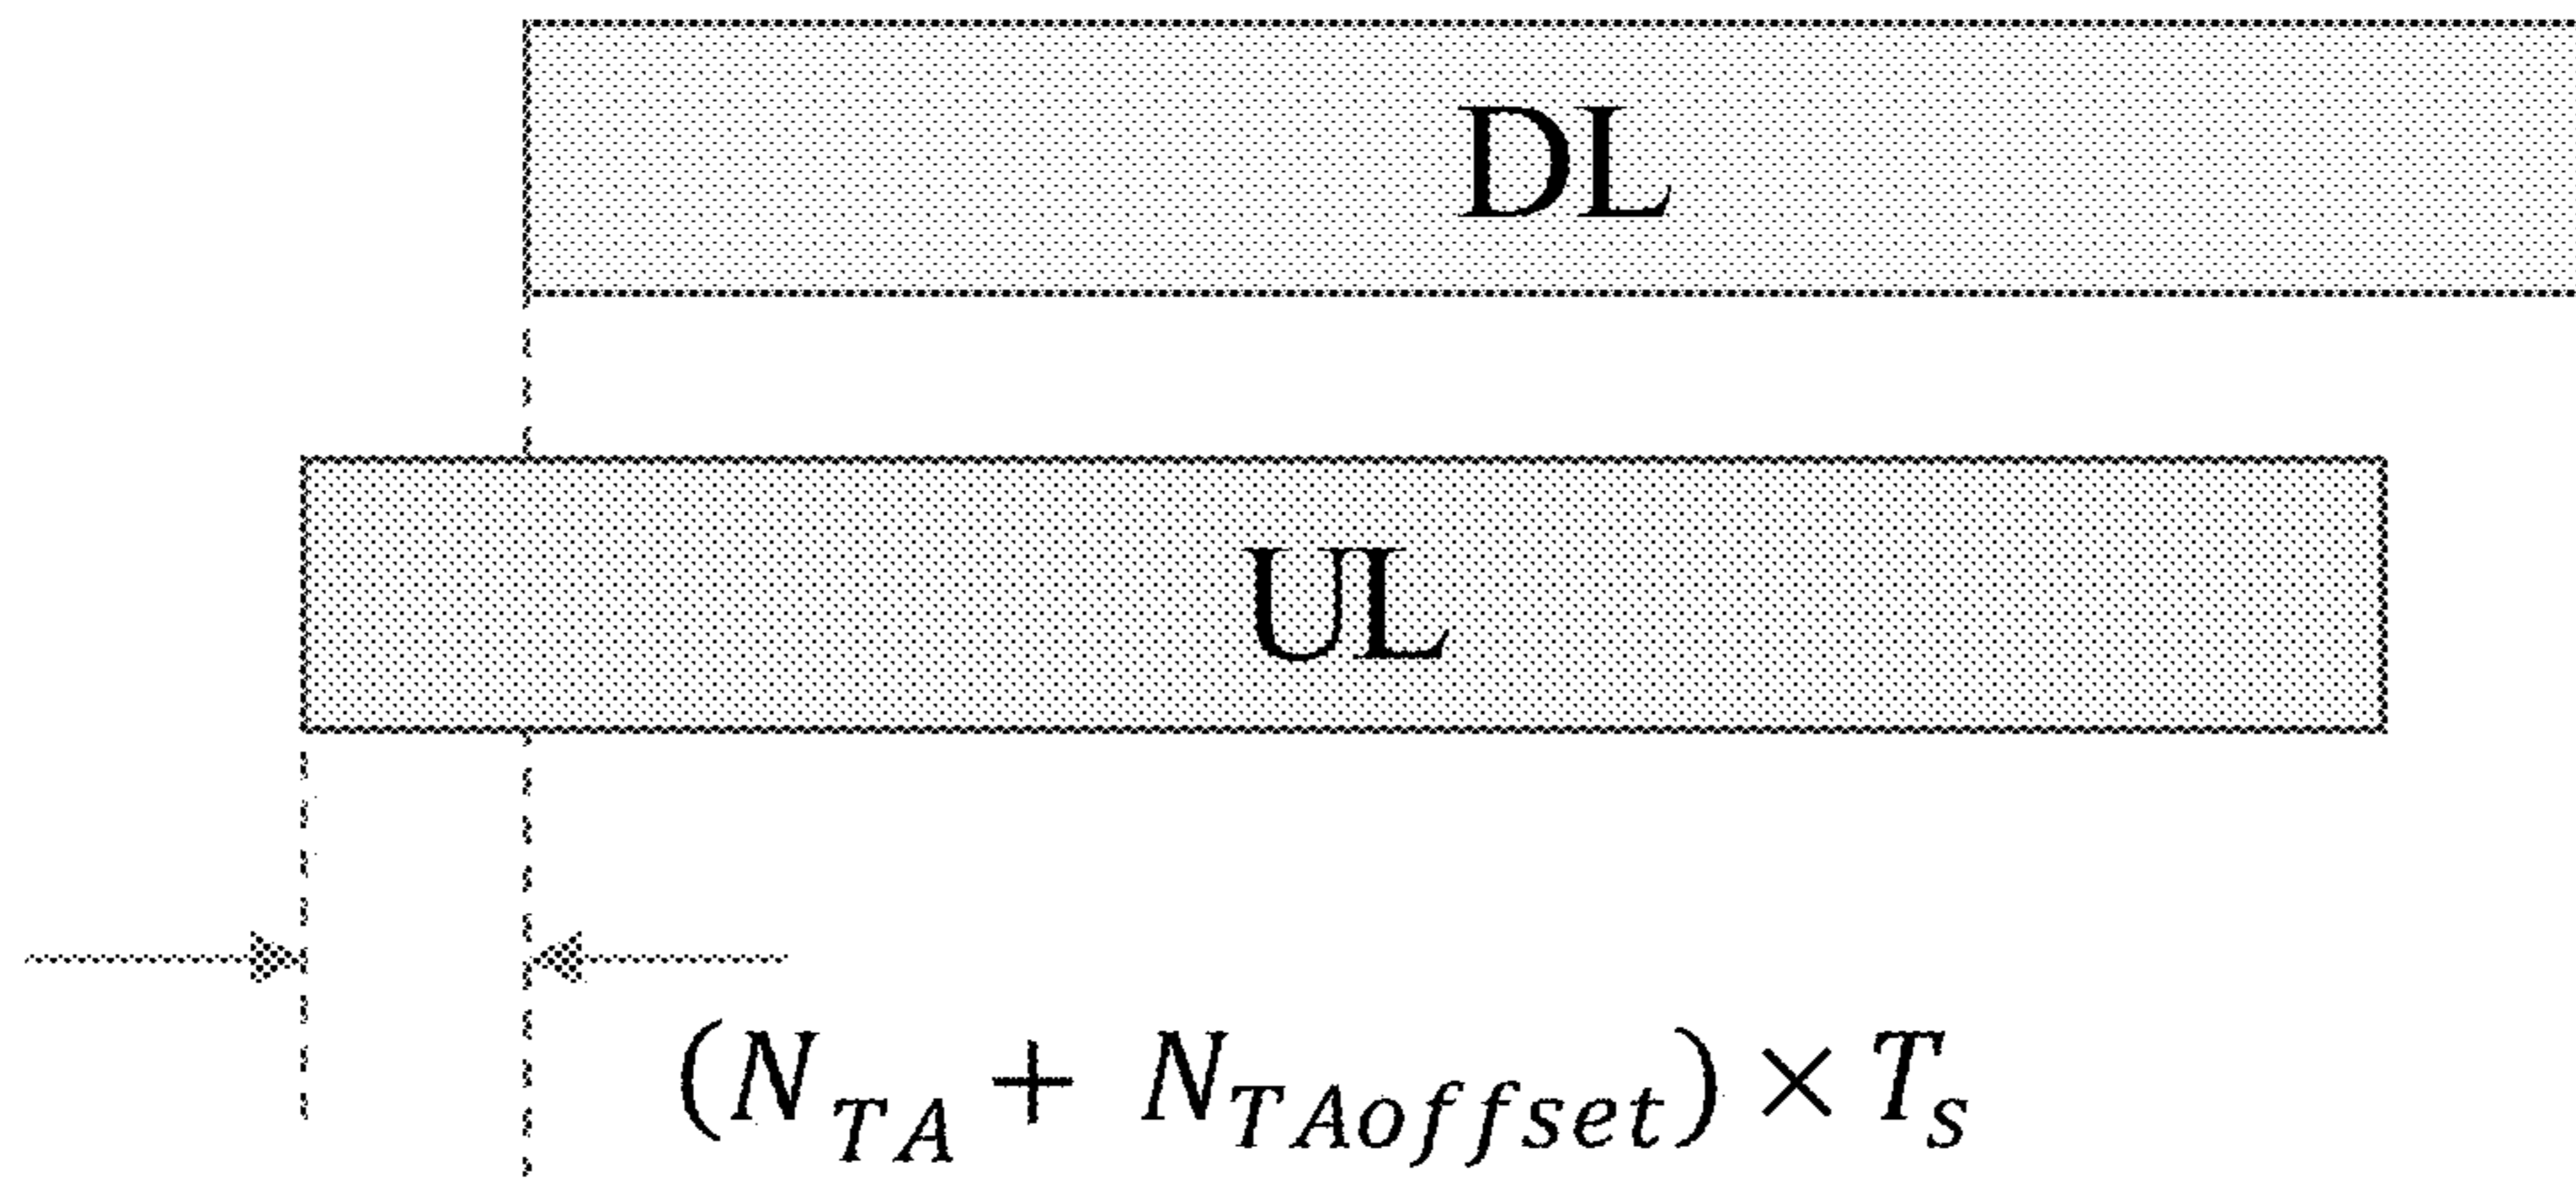 DL
UL
(N_{TA} + N_{TAoffset}) × T_s